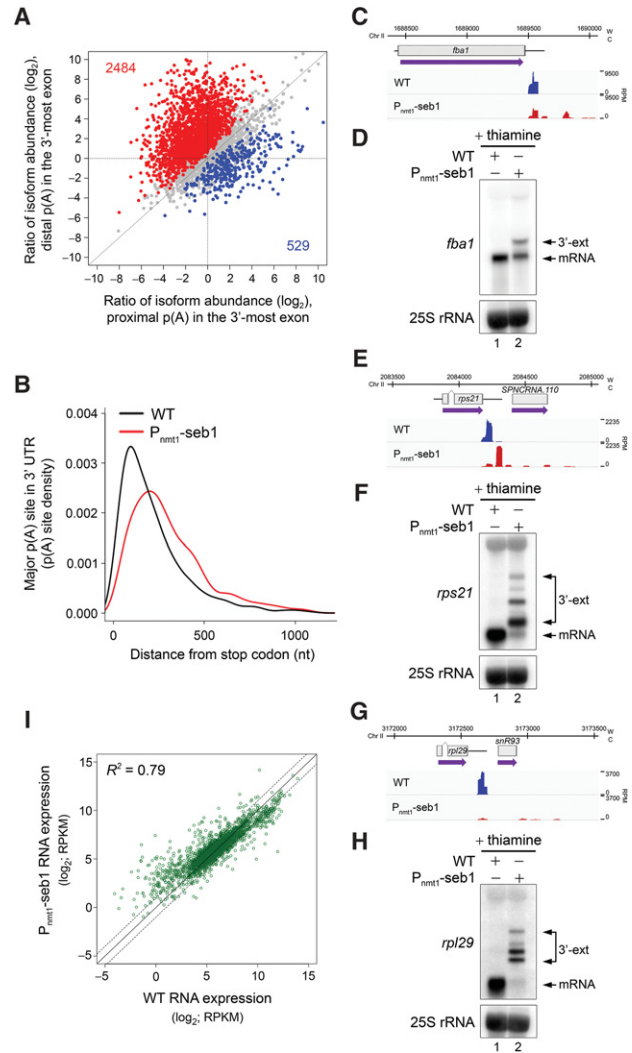 A
2484
529
10
8
6
4
2
0
−2
−4
−6
−8
−10
−10 −8 −6 −4 −2 0 2 4 6 8 10
Ratio of isoform abundance (log2),
distal p(A) in the 3'-most exon
Ratio of isoform abundance (log2),
proximal p(A) in the 3'-most exon
B
WT
Pnmt1-seb1
0.004
0.003
0.002
0.001
0.000
0 500 1000
Major p(A) site in 3' UTR
(p(A) site density)
Distance from stop codon (nt)
I
R2 = 0.79
15
10
5
0
−5
−5 0 5 10 15
Pnmt1-seb1 RNA expression
(log2; RPKM)
WT RNA expression
(log2; RPKM)
C
1688500 1689000 1689500 1690000
Chr II
W
C
fba1
WT
9500
0
Pnmt1-seb1
9500
0
RPM
D
+ thiamine
WT + −
Pnmt1-seb1 − +
fba1
3'-ext
mRNA
25S rRNA
1 2
E
2083500 2084000 2084500 2085000
Chr II
W
C
rps21
SPNCRNA.110
WT
2235
0
Pnmt1-seb1
2235
0
RPM
F
+ thiamine
WT + −
Pnmt1-seb1 − +
rps21
3'-ext
mRNA
25S rRNA
1 2
G
3172000 3172500 3173000 3173500
Chr II
W
C
rpl29
snR93
WT
3700
0
Pnmt1-seb1
3700
0
RPM
H
+ thiamine
WT + −
Pnmt1-seb1 − +
rpl29
3'-ext
mRNA
25S rRNA
1 2